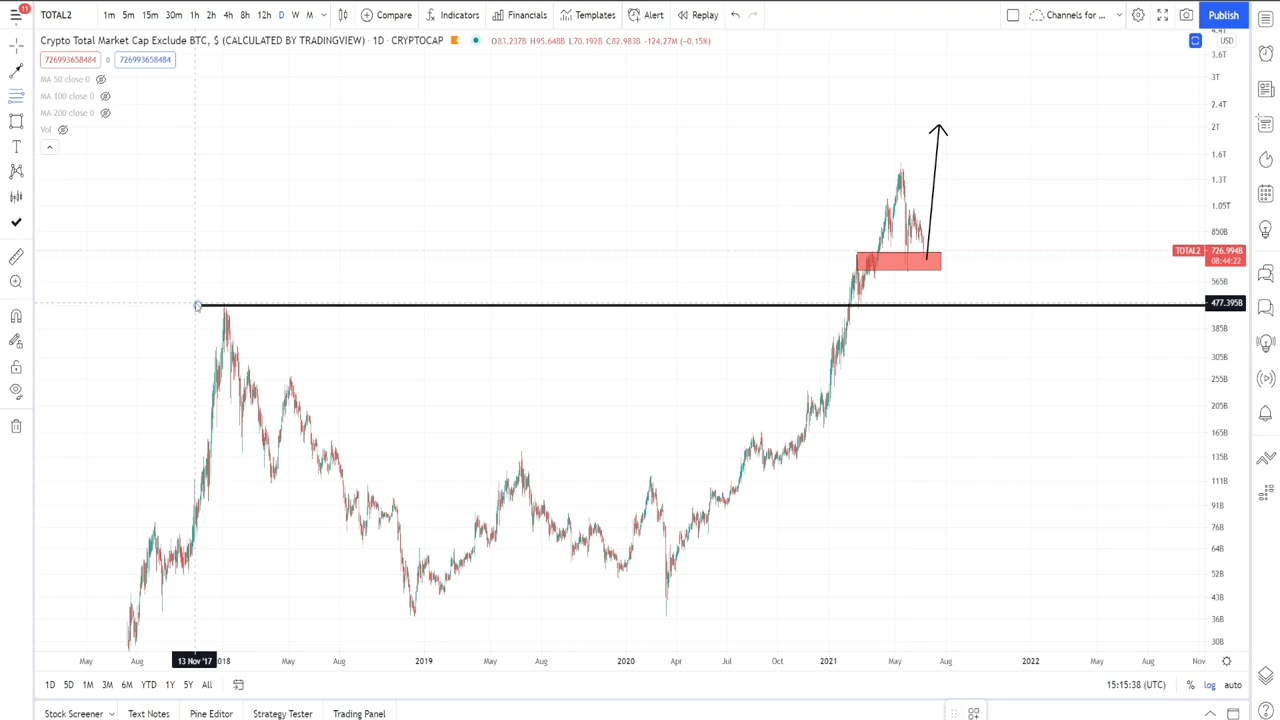 11
TOTAL2
1m 5m 15m 30m 1h 2h 4h 8h 12h D W M
Compare
Indicators
Financials
Templates
Alert
Replay
Channels for ...
Publish
Crypto Total Market Cap Exclude BTC, $ (CALCULATED BY TRADINGVIEW) · 1D · CRYPTOCAP
O83.237B H95.648B L70.192B C82.983B -124.27M (-0.15%)
726993658484 0 726993658484
MA 50 close 0
MA 100 close 0
MA 200 close 0
Vol
USD
4.4T
3.6T
3T
2.4T
2T
1.6T
1.3T
1.05T
850B
TOTAL2 726.994B
08:44:22
565B
477.395B
385B
305B
255B
205B
165B
135B
111B
91B
76B
64B
52B
43B
36B
30B
May Aug 13 Nov '17 018 May Aug 2019 May Aug 2020 Apr Jul Oct 2021 May Aug 2022 May Aug Nov
1D 5D 1M 3M 6M YTD 1Y 5Y All
15:15:38 (UTC) % log auto
Stock Screener Text Notes Pine Editor Strategy Tester Trading Panel